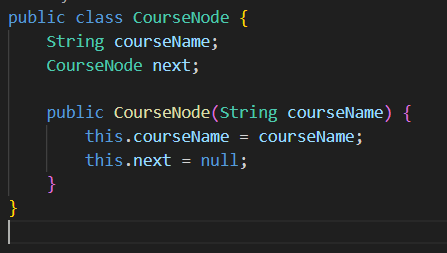 public class CourseNode {
    String courseName;
    CourseNode next;

    public CourseNode(String courseName) {
        this.courseName = courseName;
        this.next = null;
    }
}